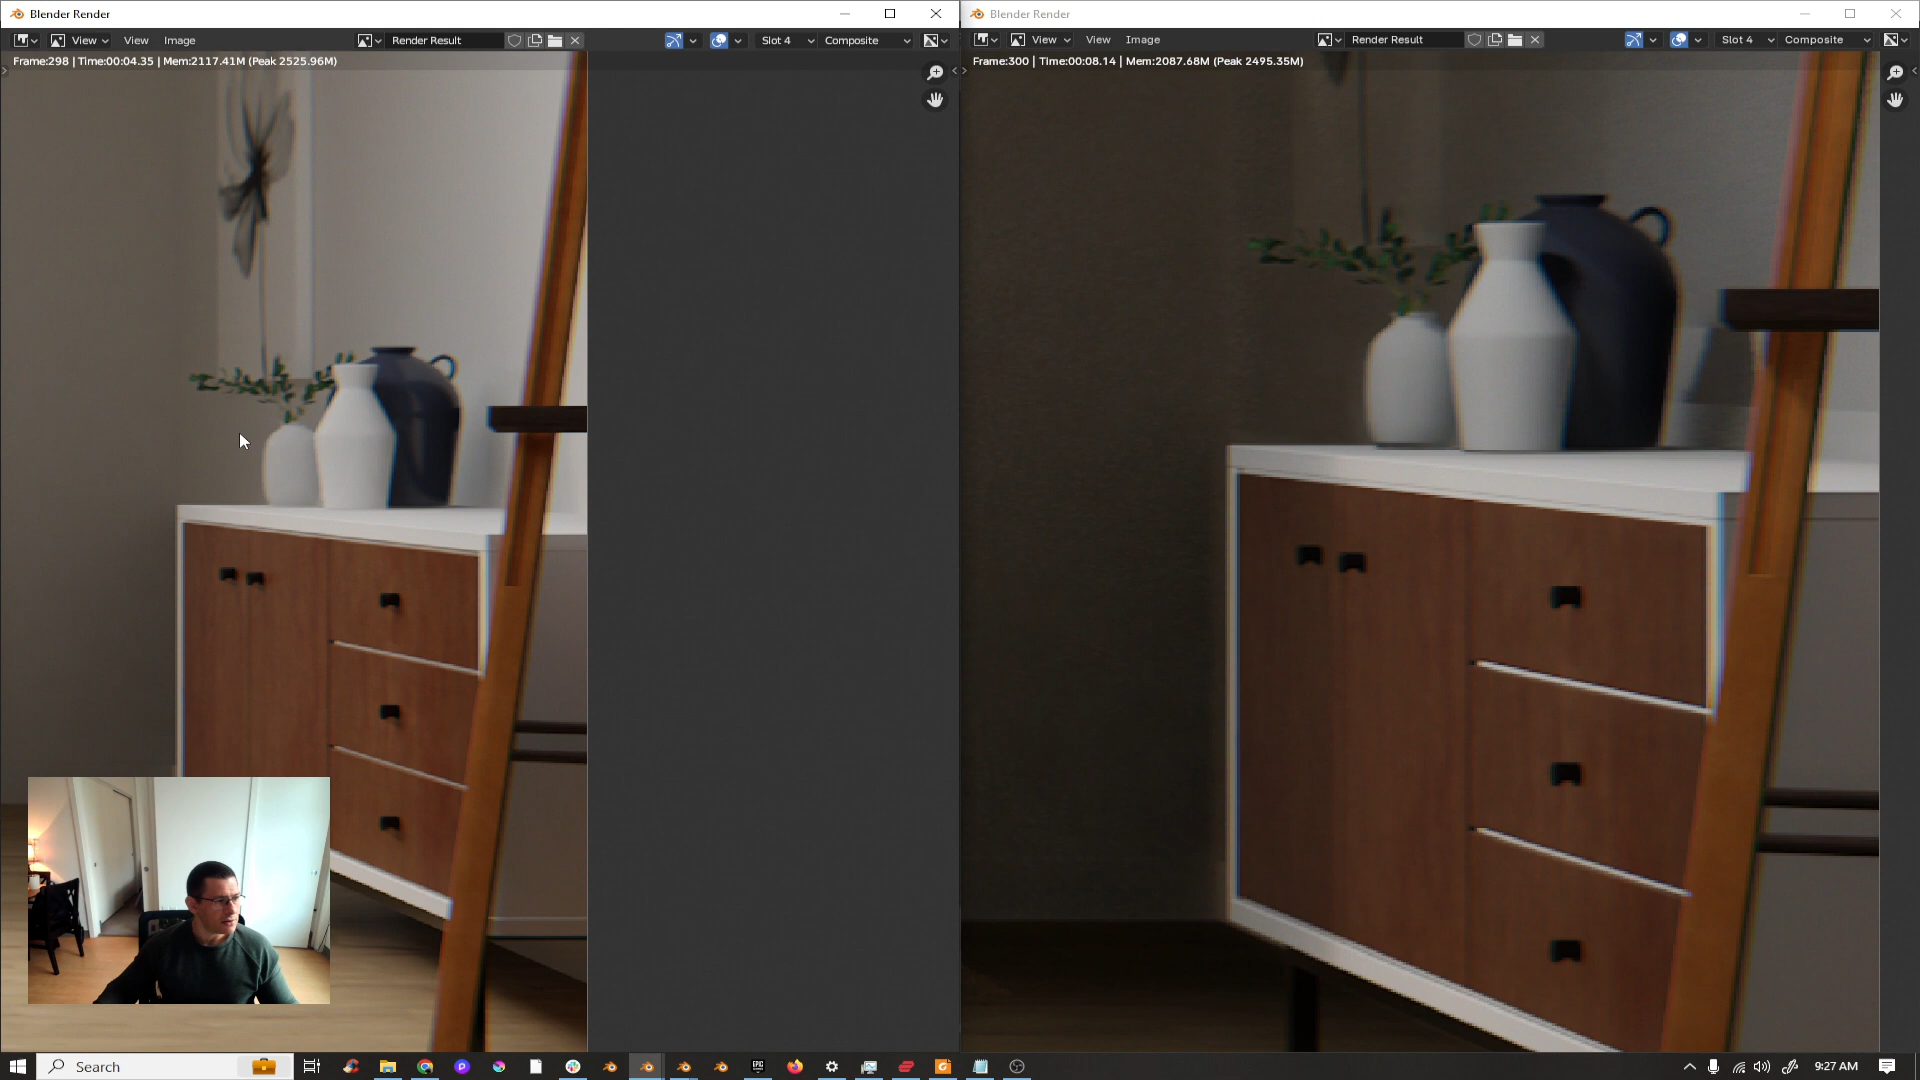 Blender Render
View
View
Image
Render Result
Slot 4
Composite
Frame:298 | Time:00:04.35 | Mem:2117.41M (Peak 2525.96M)
Blender Render
View
View
Image
Render Result
Slot 4
Composite
Frame:300 | Time:00:08.14 | Mem:2087.68M (Peak 2495.35M)
Search
9:27 AM